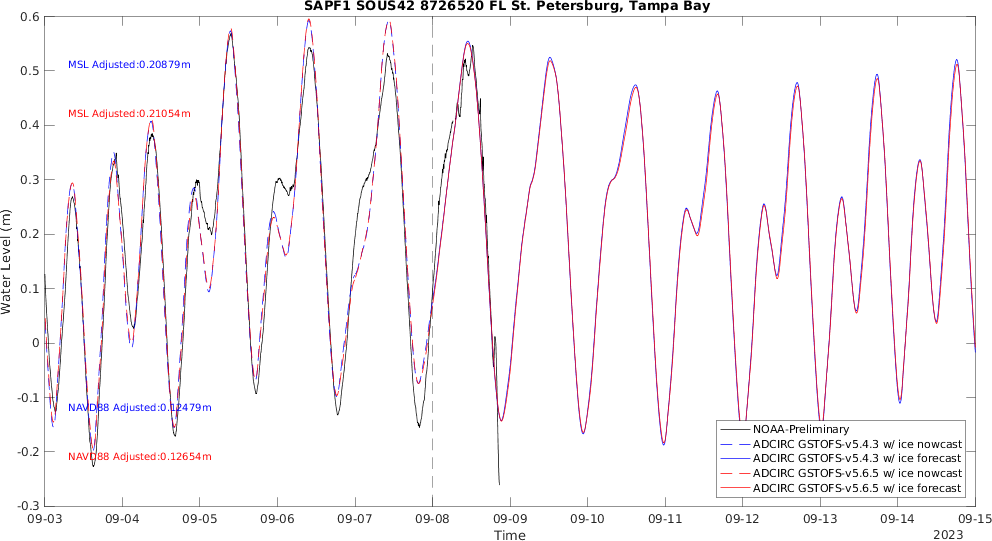 SAPF1 SOUS42 8726520 FL St. Petersburg, Tampa Bay
0.6
0.5
0.4
0.3
0.2
0.1
0
-0.1
-0.2
-0.3
Water Level (m)
MSL Adjusted:0.20879m
MSL Adjusted:0.21054m
NAVD88 Adjusted:0.12479m
NAVD88 Adjusted:0.12654m
NOAA-Preliminary
ADCIRC GSTOFS-v5.4.3 w/ ice nowcast
ADCIRC GSTOFS-v5.4.3 w/ ice forecast
ADCIRC GSTOFS-v5.6.5 w/ ice nowcast
ADCIRC GSTOFS-v5.6.5 w/ ice forecast
09-03 09-04 09-05 09-06 09-07 09-08 09-09 09-10 09-11 09-12 09-13 09-14 09-15
Time
2023